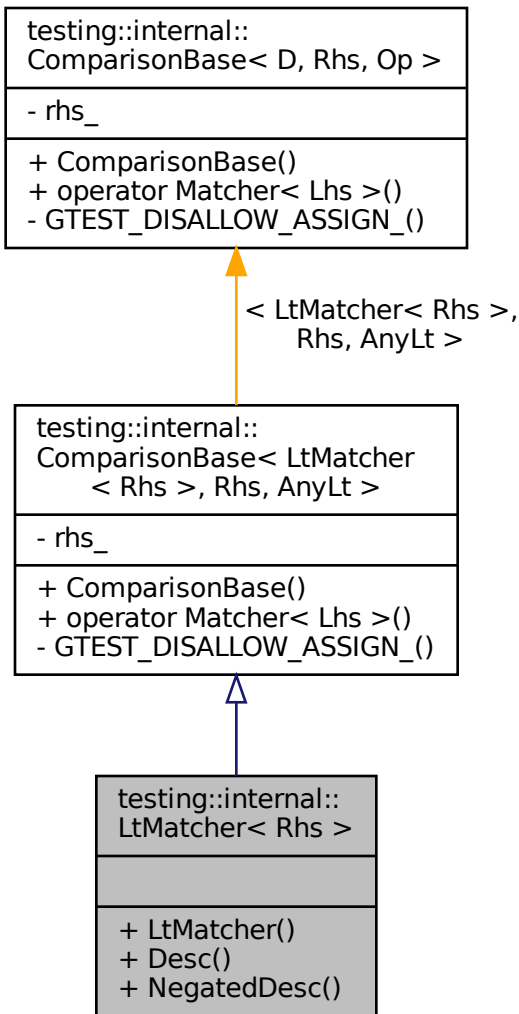 testing::internal::
ComparisonBase< D, Rhs, Op >
- rhs_
+ ComparisonBase()
+ operator Matcher< Lhs >()
- GTEST_DISALLOW_ASSIGN_()
< LtMatcher< Rhs >,
Rhs, AnyLt >
testing::internal::
ComparisonBase< LtMatcher
< Rhs >, Rhs, AnyLt >
- rhs_
+ ComparisonBase()
+ operator Matcher< Lhs >()
- GTEST_DISALLOW_ASSIGN_()
testing::internal::
LtMatcher< Rhs >
+ LtMatcher()
+ Desc()
+ NegatedDesc()